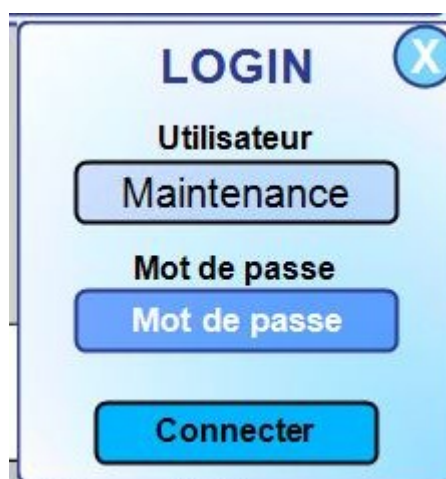 LOGIN
X
Utilisateur
Maintenance
Mot de passe
Mot de passe
Connecter